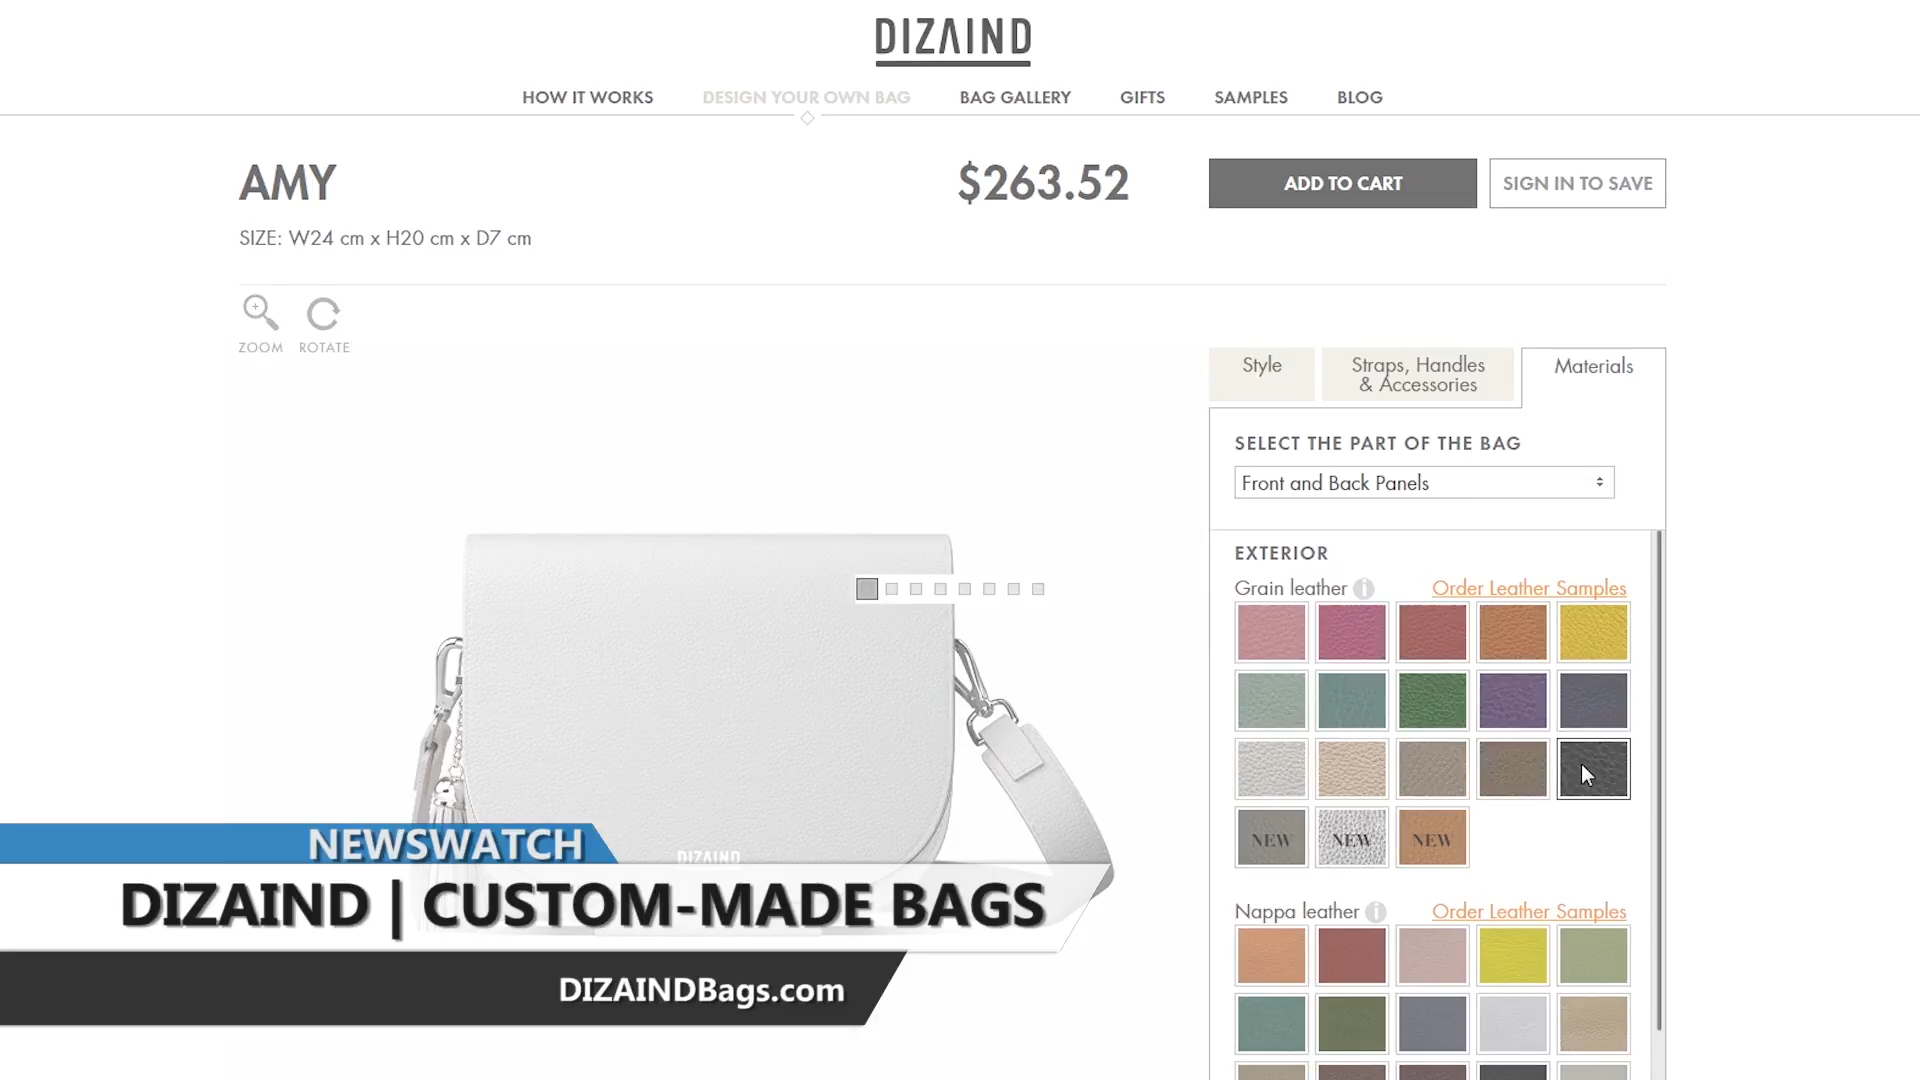 DIZAIND
HOW IT WORKS
DESIGN YOUR OWN BAG
BAG GALLERY
GIFTS
SAMPLES
BLOG
AMY
$263.52
ADD TO CART
SIGN IN TO SAVE
SIZE: W24 cm x H20 cm x D7 cm
ZOOM
ROTATE
Style
Straps, Handles
& Accessories
Materials
SELECT THE PART OF THE BAG
Front and Back Panels
EXTERIOR
Grain leather
Order Leather Samples
NEW
NEW
NEW
Nappa leather
Order Leather Samples
DIZAIND
NEWSWATCH
DIZAIND | CUSTOM-MADE BAGS
DIZAINDBags.com